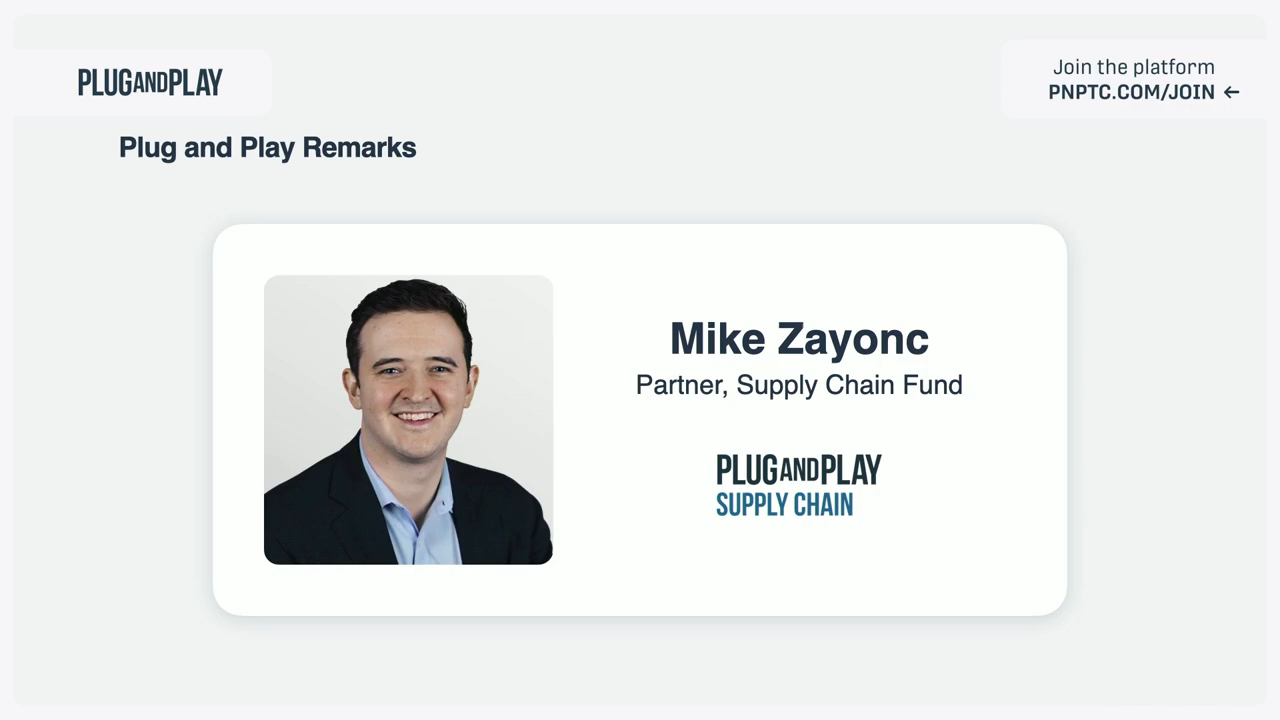 PLUGANDPLAY
Join the platform
PNPTC.COM/JOIN ←
Plug and Play Remarks
Mike Zayonc
Partner, Supply Chain Fund
PLUGANDPLAY
SUPPLY CHAIN